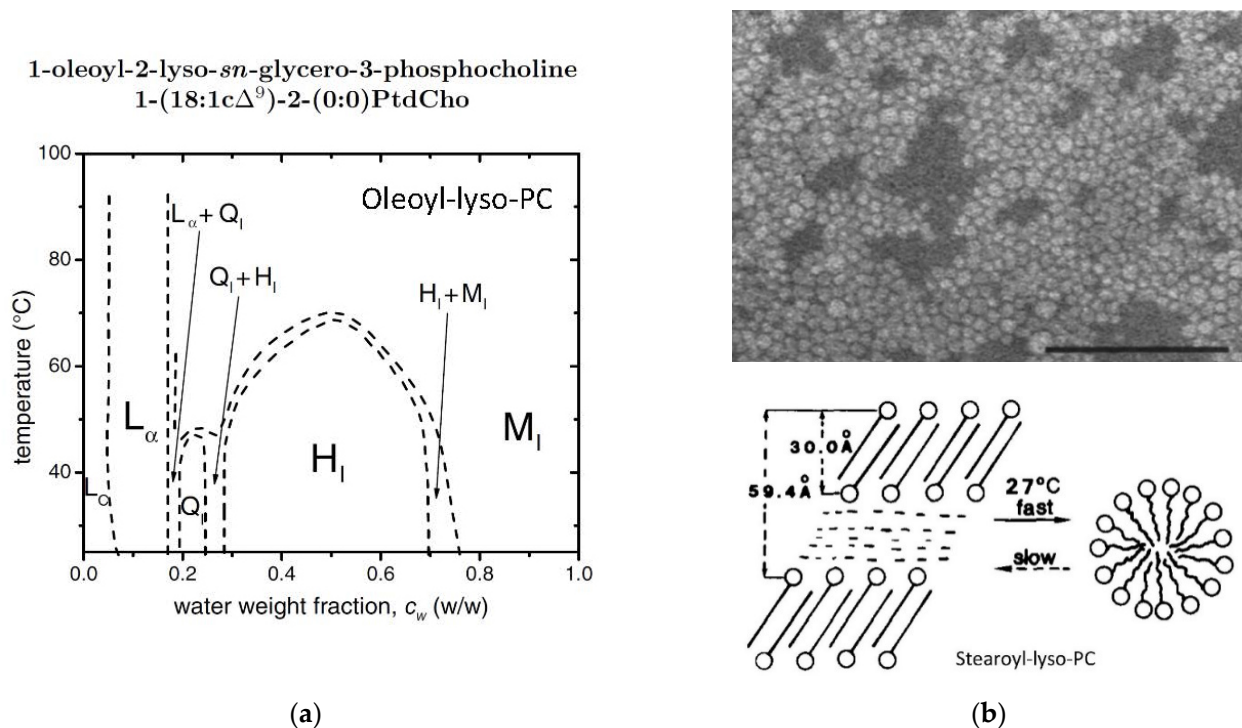 1-oleoyl-2-lyso-sn-glycero-3-phosphocholine
1-(18:1cΔ⁹)-2-(0:0)PtdCho
100
80
60
40
temperature (°C)
Oleoyl-lyso-PC
Lα + QI
QI + HI
HI + MI
Lα
Lα
QI
HI
MI
0.0 0.2 0.4 0.6 0.8 1.0
water weight fraction, cw (w/w)
(a)
30.0Å
59.4Å
27°C
fast
slow
Stearoyl-lyso-PC
(b)